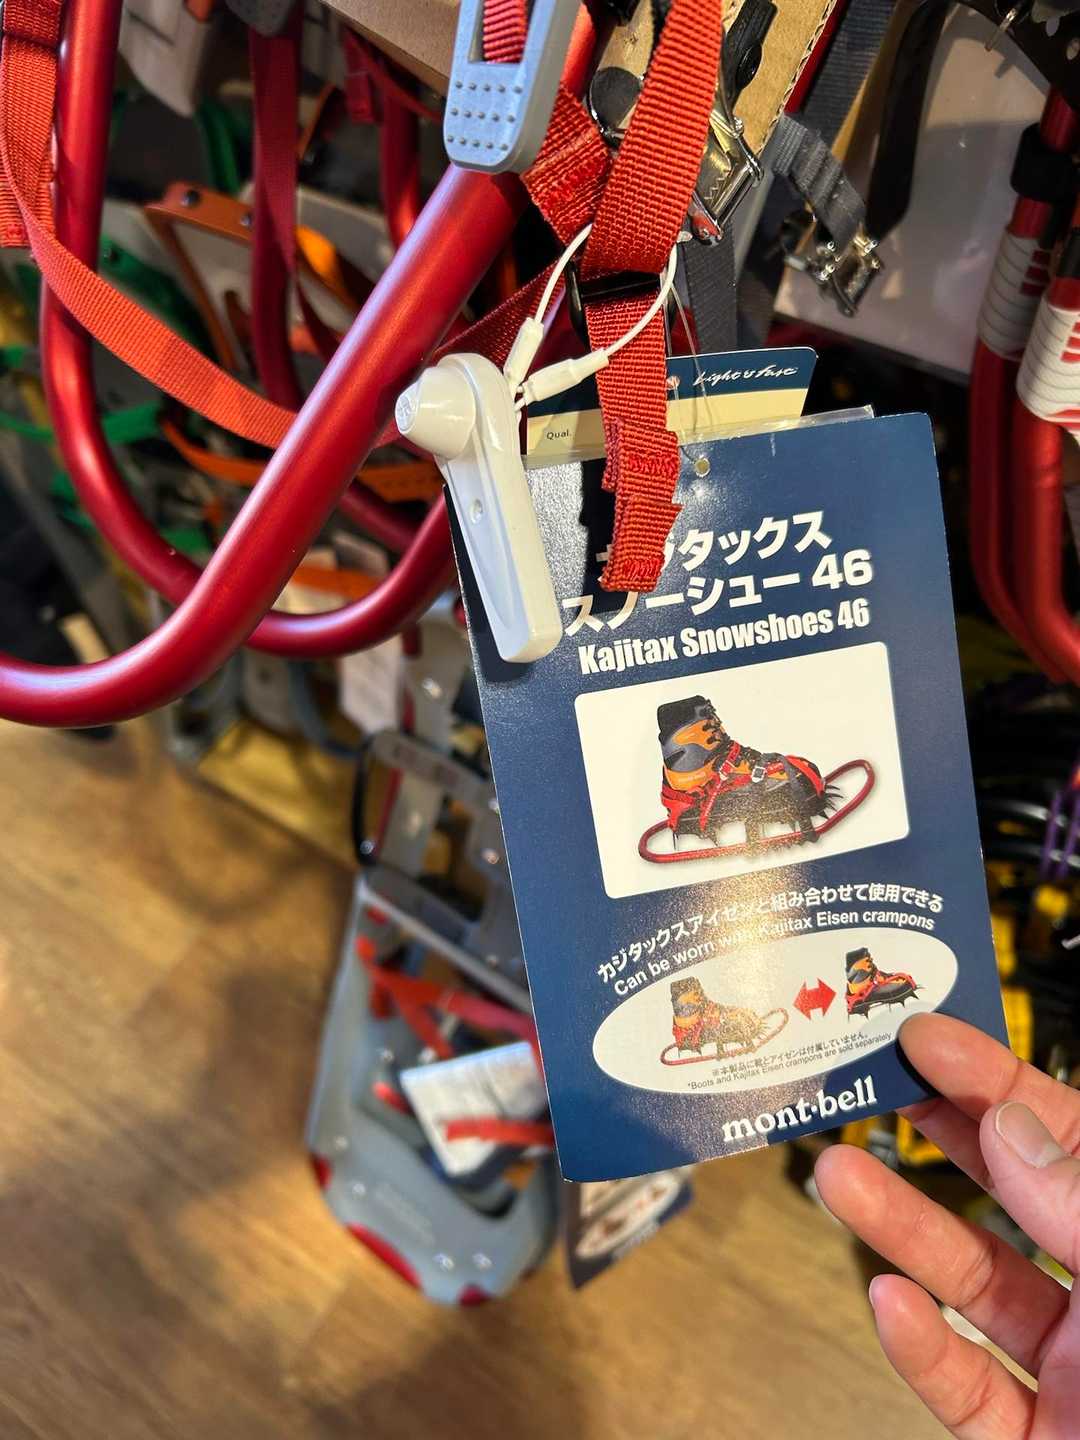 Light & Fast
Qual.
カジタックス
スノーシュー 46
Kajitax Snowshoes 46
カジタックスアイゼンと組み合わせて使用できる
Can be worn with Kajitax Eisen crampons
※本製品に靴とアイゼンは付属していません。
*Boots and Kajitax Eisen crampons are sold separately
mont·bell